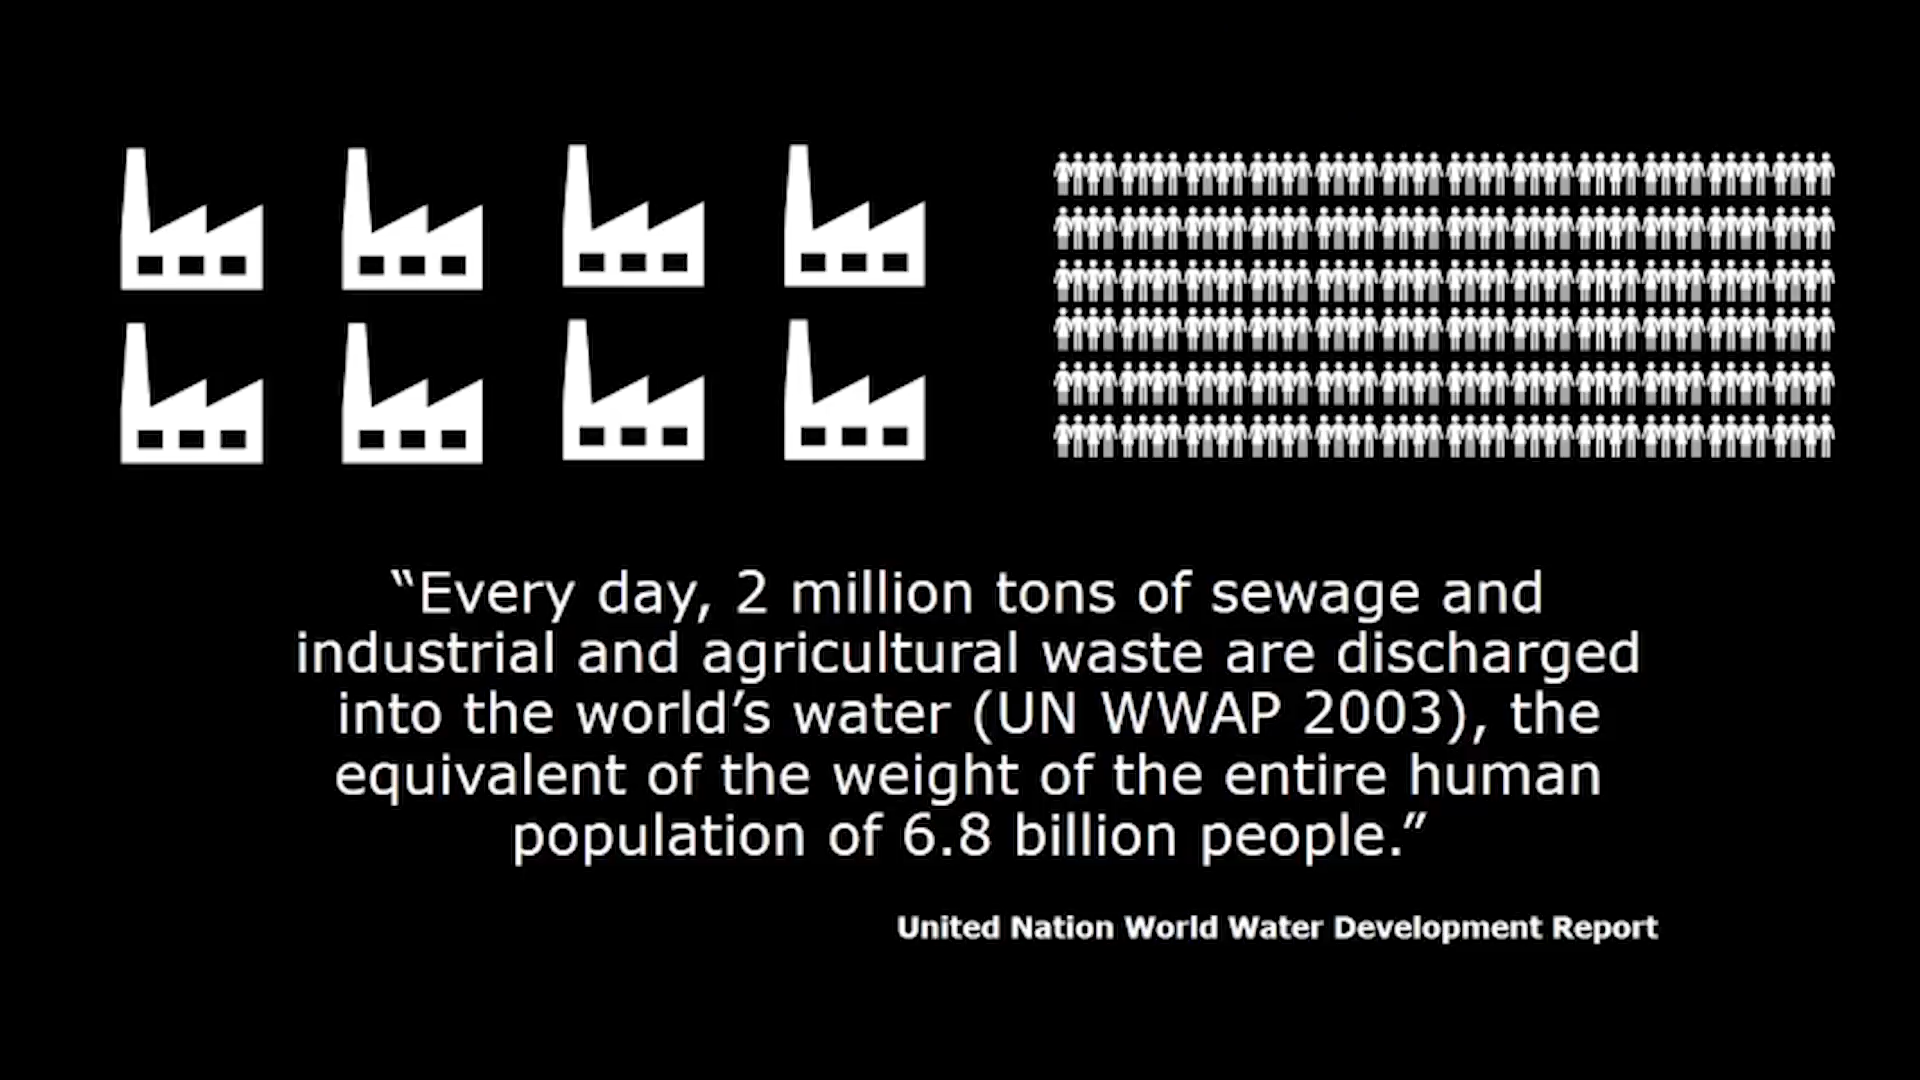 “Every day, 2 million tons of sewage and
industrial and agricultural waste are discharged
into the world’s water (UN WWAP 2003), the
equivalent of the weight of the entire human
population of 6.8 billion people.”
United Nation World Water Development Report